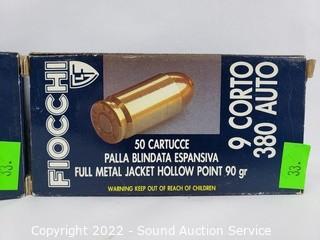 FIOCCHI
GF
50 CARTUCCE
PALLA BLINDATA ESPANSIVA
FULL METAL JACKET HOLLOW POINT 90 gr
WARNING KEEP OUT OF REACH OF CHILDREN
9 CORTO
380 AUTO
33.
33.
Copyright 2022 - Sound Auction Service